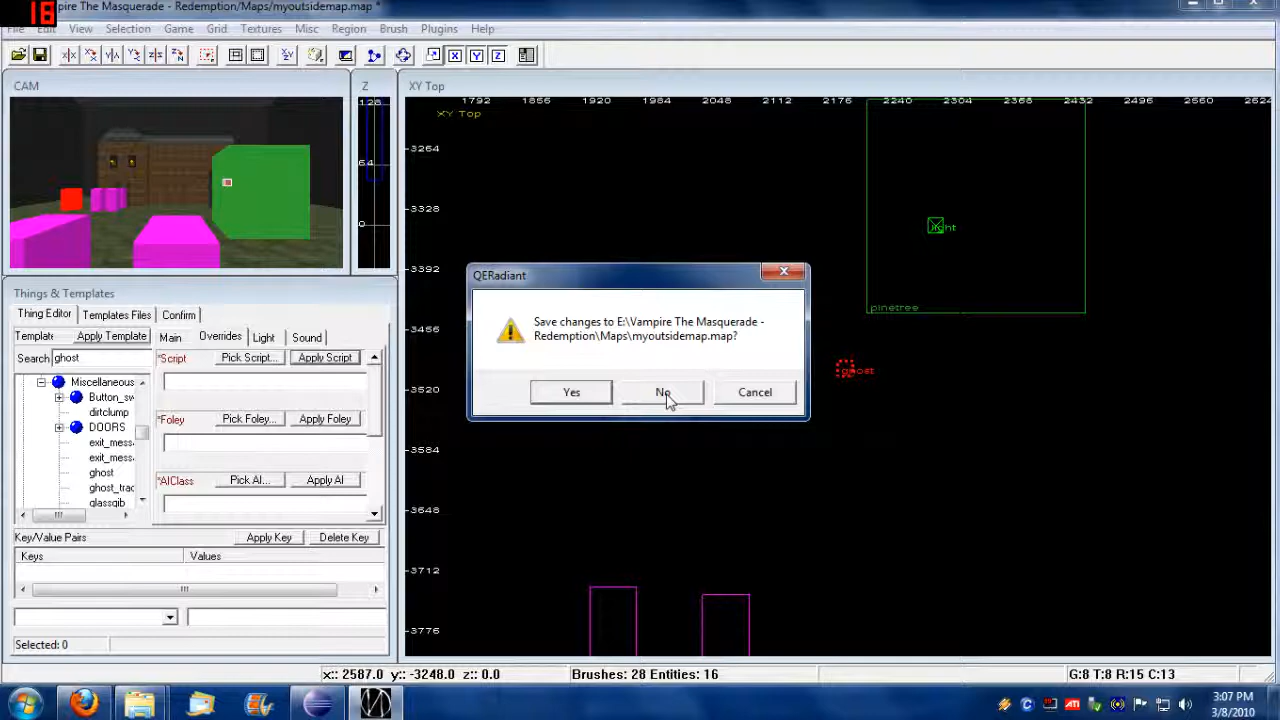 18
pire The Masquerade - Redemption/Maps/myoutsidemap.map *
File Edit View Selection Game Grid Textures Misc Region Brush Plugins Help
CAM
Z
XY Top
128
64
0
1792 1856 1920 1984 2048 2112 2176 2240 2304 2368 2432 2496 2560 2624
XY Top
3264
3328
3392
3456
3520
3584
3648
3712
3776
light
pinetree
ghost
QERadiant
Save changes to E:\Vampire The Masquerade -
Redemption\Maps\myoutsidemap.map?
Yes No Cancel
Things & Templates
Thing Editor Templates Files Confirm
Template Apply Template Main Overrides Light Sound
Search ghost
*Script Pick Script... Apply Script
Miscellaneous
Button_sw
ditclump
DOORS
exit_mess
exit_mess
ghost
ghost_trac
glassgib
*Foley Pick Foley... Apply Foley
*AIClass Pick AI... Apply AI
Key/Value Pairs Apply Key Delete Key
Keys Values
Selected: 0
x:: 2587.0 y:: -3248.0 z:: 0.0 Brushes: 28 Entities: 16 G:8 T:8 R:15 C:13
3:07 PM
3/8/2010